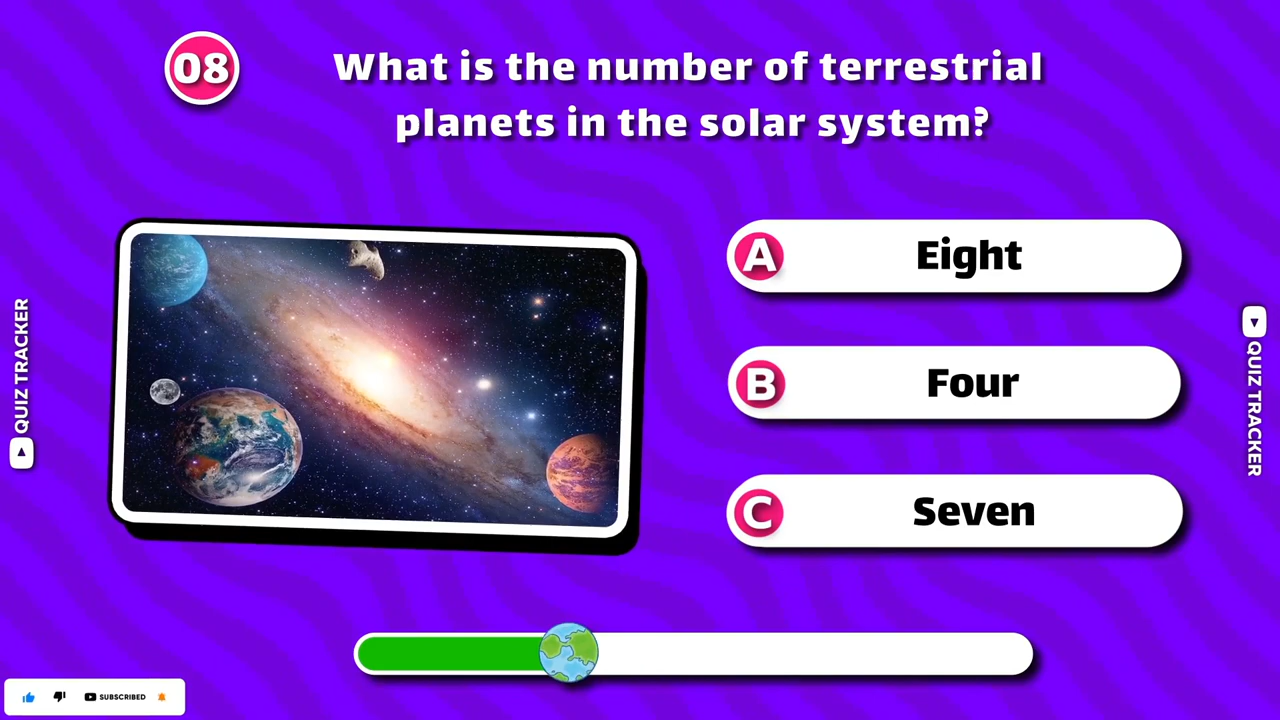 08
What is the number of terrestrial
planets in the solar system?
A Eight
B Four
C Seven
QUIZ TRACKER
QUIZ TRACKER
SUBSCRIBED